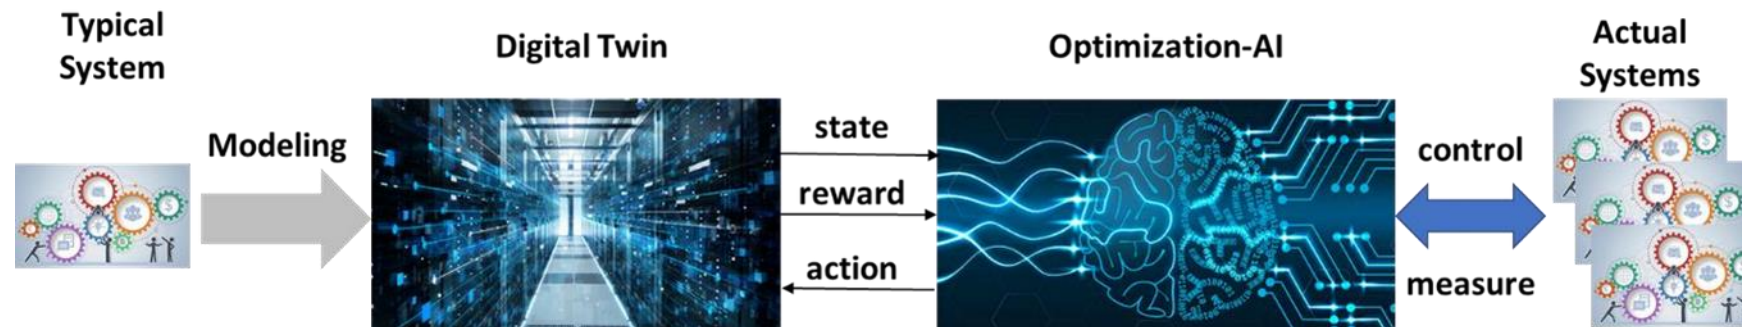 Typical
System
Modeling
Digital Twin
state
reward
action
Optimization-AI
control
measure
Actual
Systems